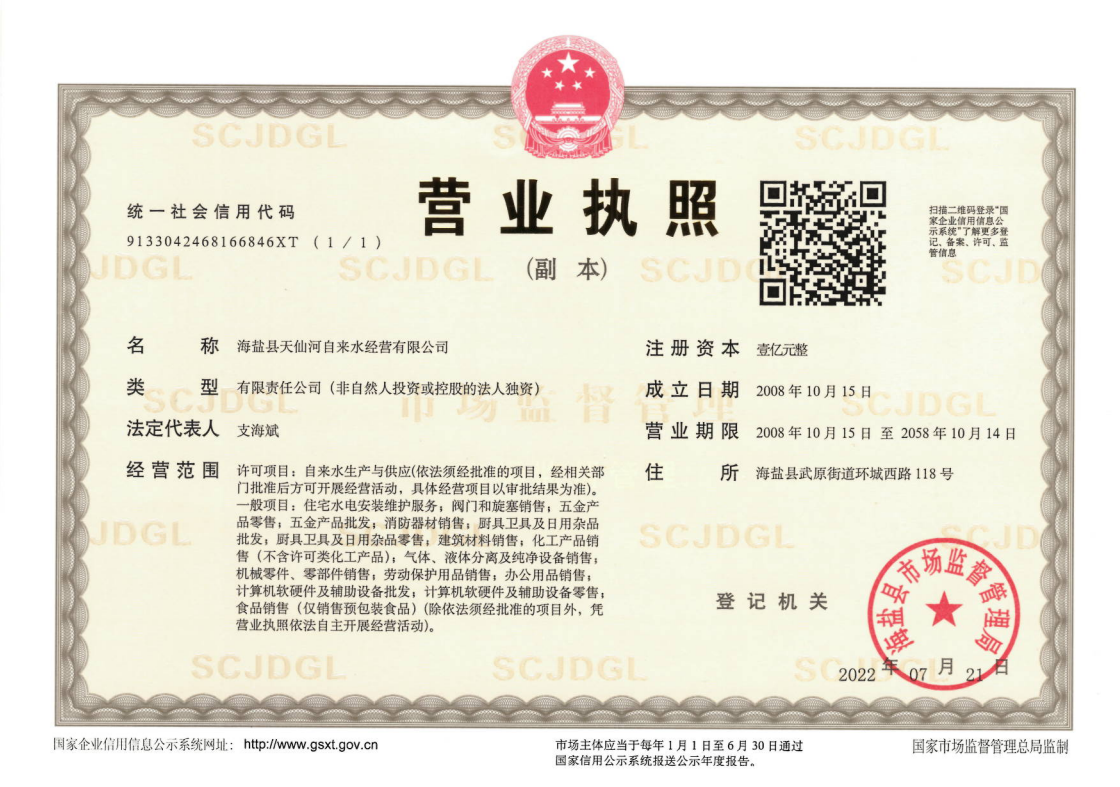 营业执照
(副 本)
统一社会信用代码
9133042468166846XT (1/1)
扫描二维码登录“国
家企业信用信息公
示系统”了解更多登
记、备案、许可、监
管信息
名 称 海盐县天仙河自来水经营有限公司
类 型 有限责任公司(非自然人投资或控股的法人独资)
法定代表人 支海斌
经营范围 许可项目：自来水生产与供应(依法须经批准的项目，经相关部
门批准后方可开展经营活动，具体经营项目以审批结果为准)。
一般项目：住宅水电安装维护服务；阀门和旋塞销售；五金产
品零售；五金产品批发；消防器材销售；厨具卫具及日用杂品
批发；厨具卫具及日用杂品零售；建筑材料销售；化工产品销
售（不含许可类化工产品）；气体、液体分离及纯净设备销售；
机械零件、零部件销售；劳动保护用品销售；办公用品销售；
计算机软硬件及辅助设备批发；计算机软硬件及辅助设备零售；
食品销售（仅销售预包装食品）(除依法须经批准的项目外，凭
营业执照依法自主开展经营活动)。
注册资本 壹亿元整
成立日期 2008年10月15日
营业期限 2008年10月15日 至 2058年10月14日
住 所 海盐县武原街道环城西路118号
登记机关
海盐县市场监督管理局
2022年07月21日
SCJDGL
市场监督管理
国家企业信用信息公示系统网址：http://www.gsxt.gov.cn
市场主体应当于每年1月1日至6月30日通过
国家信用公示系统报送公示年度报告。
国家市场监督管理总局监制